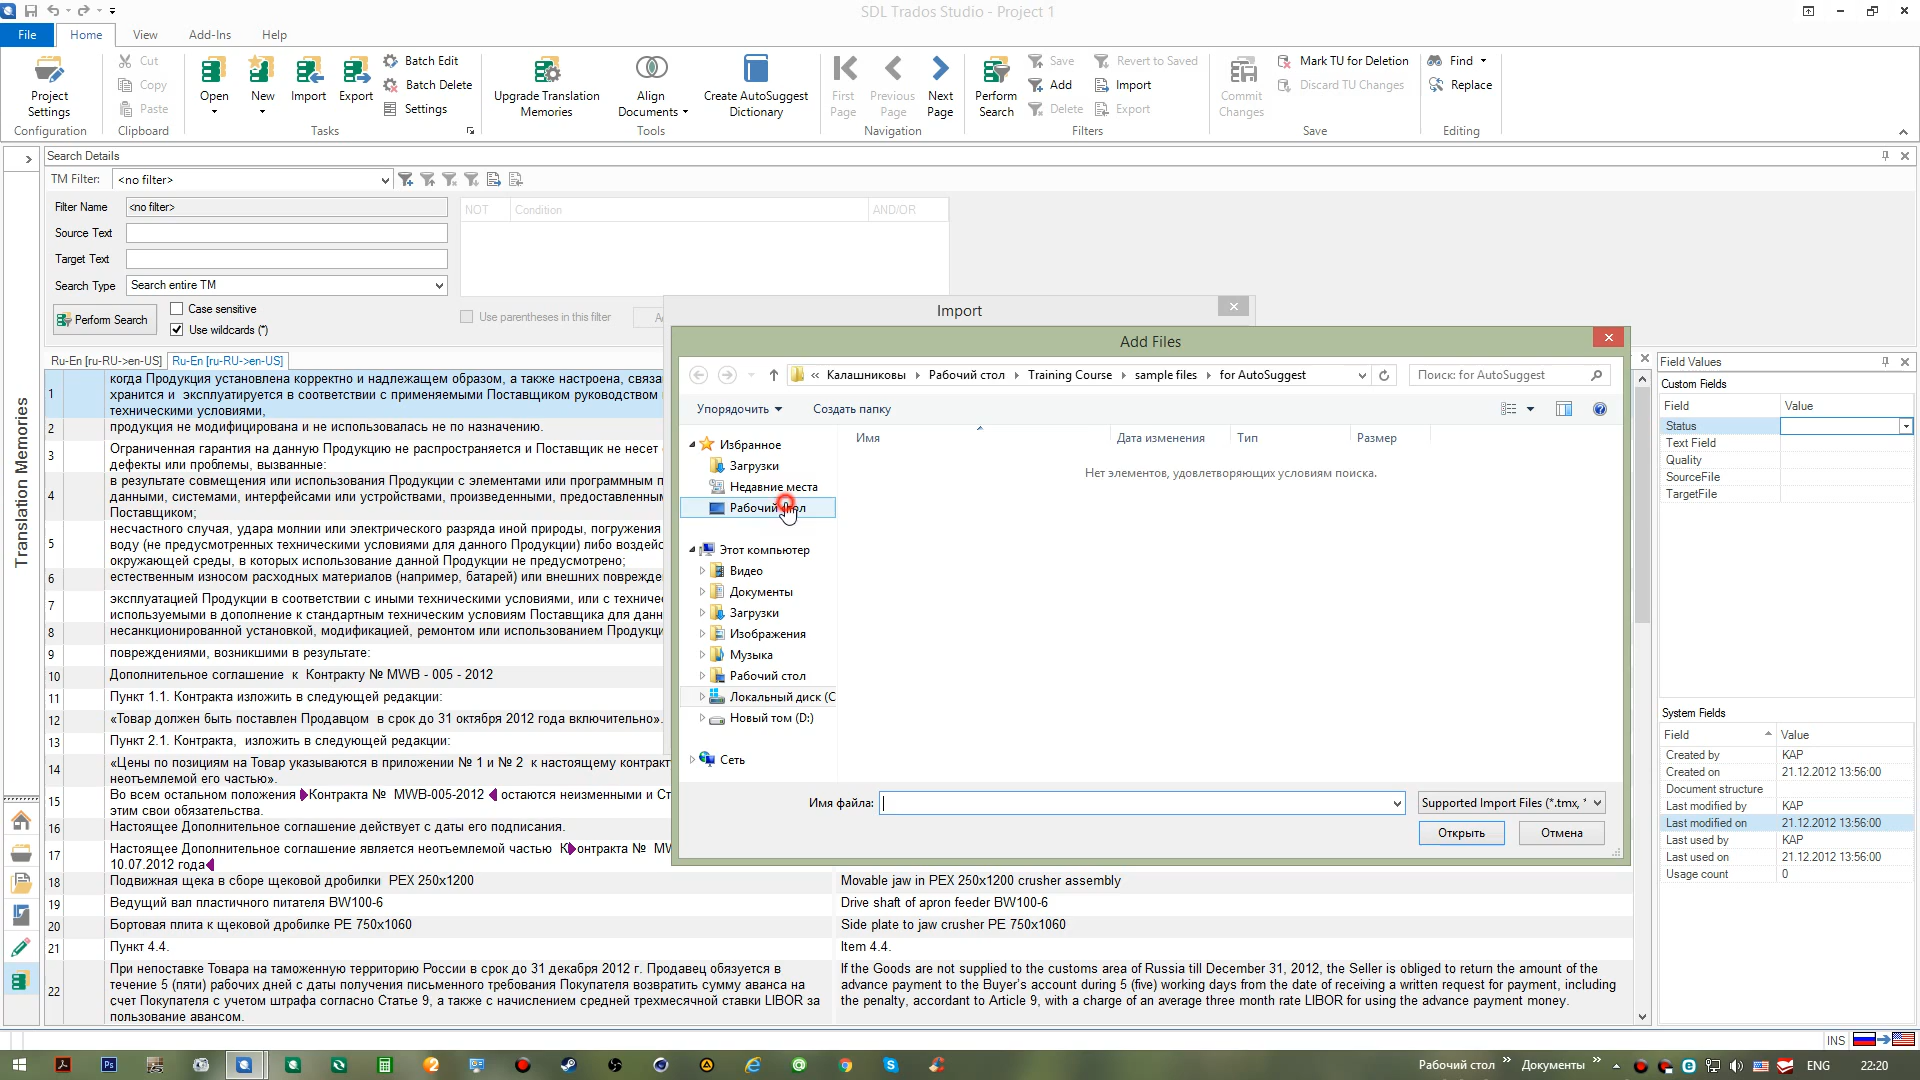 SDL Trados Studio - Project 1
File Home View Add-Ins Help
Project Settings
Cut
Copy
Paste
Open
New
Import
Export
Batch Edit
Batch Delete
Settings
Upgrade Translation Memories
Align Documents
Create AutoSuggest Dictionary
First Page
Previous Page
Next Page
Perform Search
Save
Add
Delete
Revert to Saved
Import
Export
Commit Changes
Mark TU for Deletion
Discard TU Changes
Find
Replace
Configuration Clipboard Tasks Tools Navigation Filters Save Editing
Search Details
TM Filter: <no filter>
Filter Name <no filter>
NOT Condition AND/OR
Source Text
Target Text
Search Type Search entire TM
Perform Search
Case sensitive
Use wildcards (*)
Use parentheses in this filter
Import
Add Files
Translation Memories
Ru-En [ru-RU->en-US] Ru-En [ru-RU->en-US]
1 когда Продукция установлена корректно и надлежащем образом, а также настроена, связа
хранится и эксплуатируется в соответствии с применяемыми Поставщиком руководством
техническими условиями,
2 продукция не модифицирована и не использовалась не по назначению.
3 Ограниченная гарантия на данную Продукцию не распространяется и Поставщик не несет
дефекты или проблемы, вызванные:
4 в результате совмещения или использования Продукции с элементами или программным
данными, системами, интерфейсами или устройствами, произведенными, предоставленным
Поставщиком;
5 несчастного случая, удара молнии или электрического разряда иной природы, погружения
воду (не предусмотренных техническими условиями для данного Продукции) либо воздейс
окружающей среды, в которых использование данной Продукции не предусмотрено;
6 естественным износом расходных материалов (например, батарей) или внешних поврежде
7 эксплуатацией Продукции в соответствии с иными техническими условиями, или с техниче
используемыми в дополнение к стандартным техническим условиям Поставщика для данн
8 несанкционированной установкой, модификацией, ремонтом или использованием Продукци
9 повреждениями, возникшими в результате:
10 Дополнительное соглашение к Контракту № MWB - 005 - 2012
11 Пункт 1.1. Контракта изложить в следующей редакции:
12 «Товар должен быть поставлен Продавцом в срок до 31 октября 2012 года включительно».
13 Пункт 2.1. Контракта, изложить в следующей редакции:
14 «Цены по позициям на Товар указываются в приложении № 1 и № 2 к настоящему контракт
неотъемлемой его частью».
15 Во всем остальном положения Контракта № MWB-005-2012 остаются неизменными и Ст
этим свои обязательства.
16 Настоящее Дополнительное соглашение действует с даты его подписания.
17 Настоящее Дополнительное соглашение является неотъемлемой частью Контракта № MW
10.07.2012 года
18 Подвижная щека в сборе щековой дробилки PEX 250x1200 Movable jaw in PEX 250x1200 crusher assembly
19 Ведущий вал пластичного питателя BW100-6 Drive shaft of apron feeder BW100-6
20 Бортовая плита к щековой дробилке PE 750x1060 Side plate to jaw crusher PE 750x1060
21 Пункт 4.4. Item 4.4.
22 При непоставке Товара на таможенную территорию России в срок до 31 декабря 2012 г. Продавец обязуется в
течение 5 (пяти) рабочих дней с даты получения письменного требования Покупателя возвратить сумму аванса на
счет Покупателя с учетом штрафа согласно Статье 9, а также с начислением средней трехмесячной ставки LIBOR за
пользование авансом.
If the Goods are not supplied to the customs area of Russia till December 31, 2012, the Seller is obliged to return the amount of the
advance payment to the Buyer's account during 5 (five) working days from the date of receiving a written request for payment, including
the penalty, accordant to Article 9, with a charge of an average three month rate LIBOR for using the advance payment money.
« Калашниковы Рабочий стол Training Course sample files for AutoSuggest
Поиск: for AutoSuggest
Упорядочить Создать папку
Имя Дата изменения Тип Размер
Нет элементов, удовлетворяющих условиям поиска.
Избранное
Загрузки
Недавние места
Рабочий стол
Этот компьютер
Видео
Документы
Загрузки
Изображения
Музыка
Рабочий стол
Локальный диск (C
Новый том (D:)
Сеть
Имя файла:
Supported Import Files (*.tmx, *
Открыть Отмена
Field Values
Custom Fields
Field Value
Status
Text Field
Quality
SourceFile
TargetFile
System Fields
Field Value
Created by KAP
Created on 21.12.2012 13:56:00
Document structure
Last modified by KAP
Last modified on 21.12.2012 13:56:00
Last used by KAP
Last used on 21.12.2012 13:56:00
Usage count 0
INS
Рабочий стол » Документы » ENG 22:20